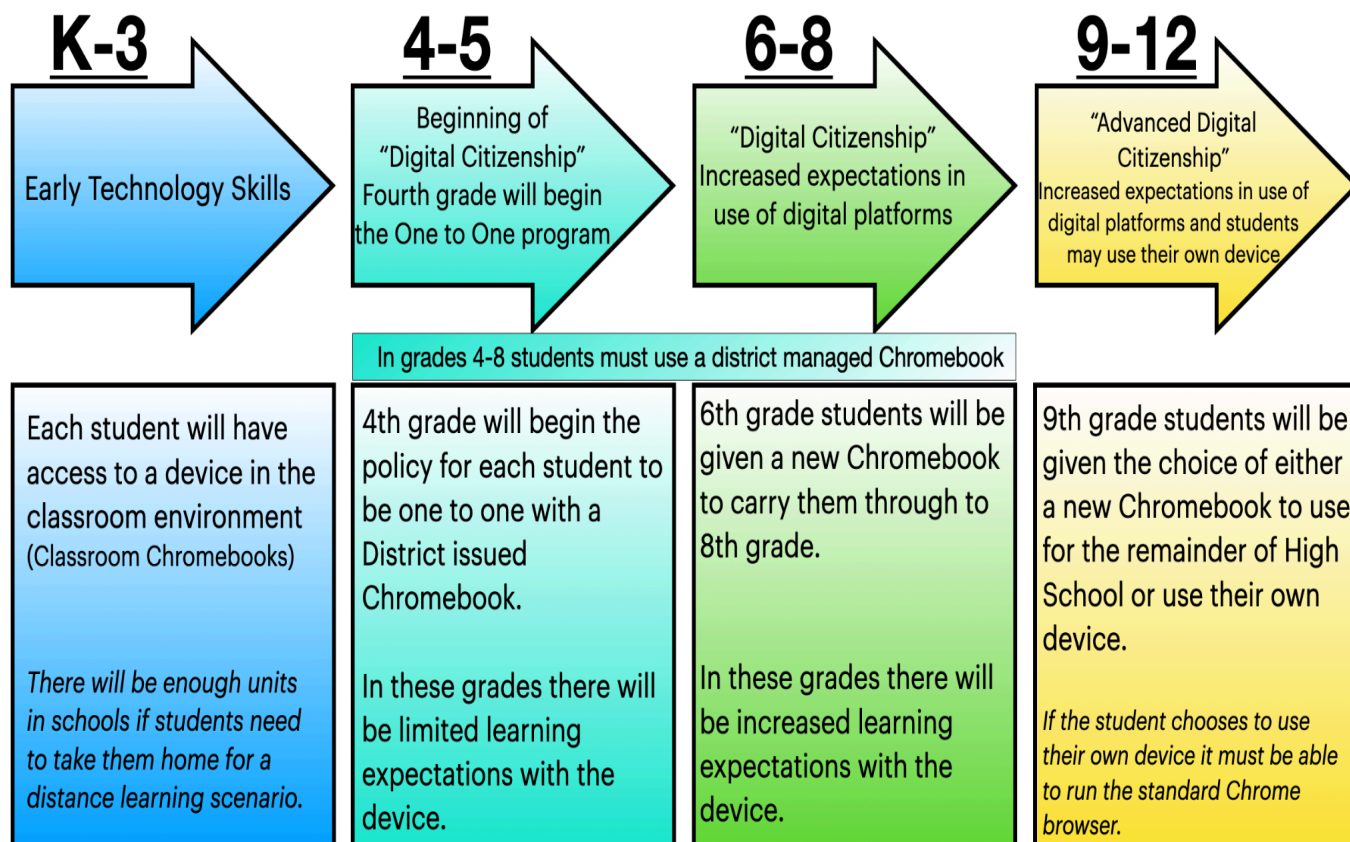 K-3
Early Technology Skills
4-5
Beginning of
“Digital Citizenship”
Fourth grade will begin
the One to One program
6-8
“Digital Citizenship”
Increased expectations in
use of digital platforms
9-12
“Advanced Digital
Citizenship”
Increased expectations in use of
digital platforms and students
may use their own device
In grades 4-8 students must use a district managed Chromebook
Each student will have
access to a device in the
classroom environment
(Classroom Chromebooks)
There will be enough units
in schools if students need
to take them home for a
distance learning scenario.
4th grade will begin the
policy for each student to
be one to one with a
District issued
Chromebook.
In these grades there will
be limited learning
expectations with the
device.
6th grade students will be
given a new Chromebook
to carry them through to
8th grade.
In these grades there will
be increased learning
expectations with the
device.
9th grade students will be
given the choice of either
a new Chromebook to use
for the remainder of High
School or use their own
device.
If the student chooses to use
their own device it must be able
to run the standard Chrome
browser.